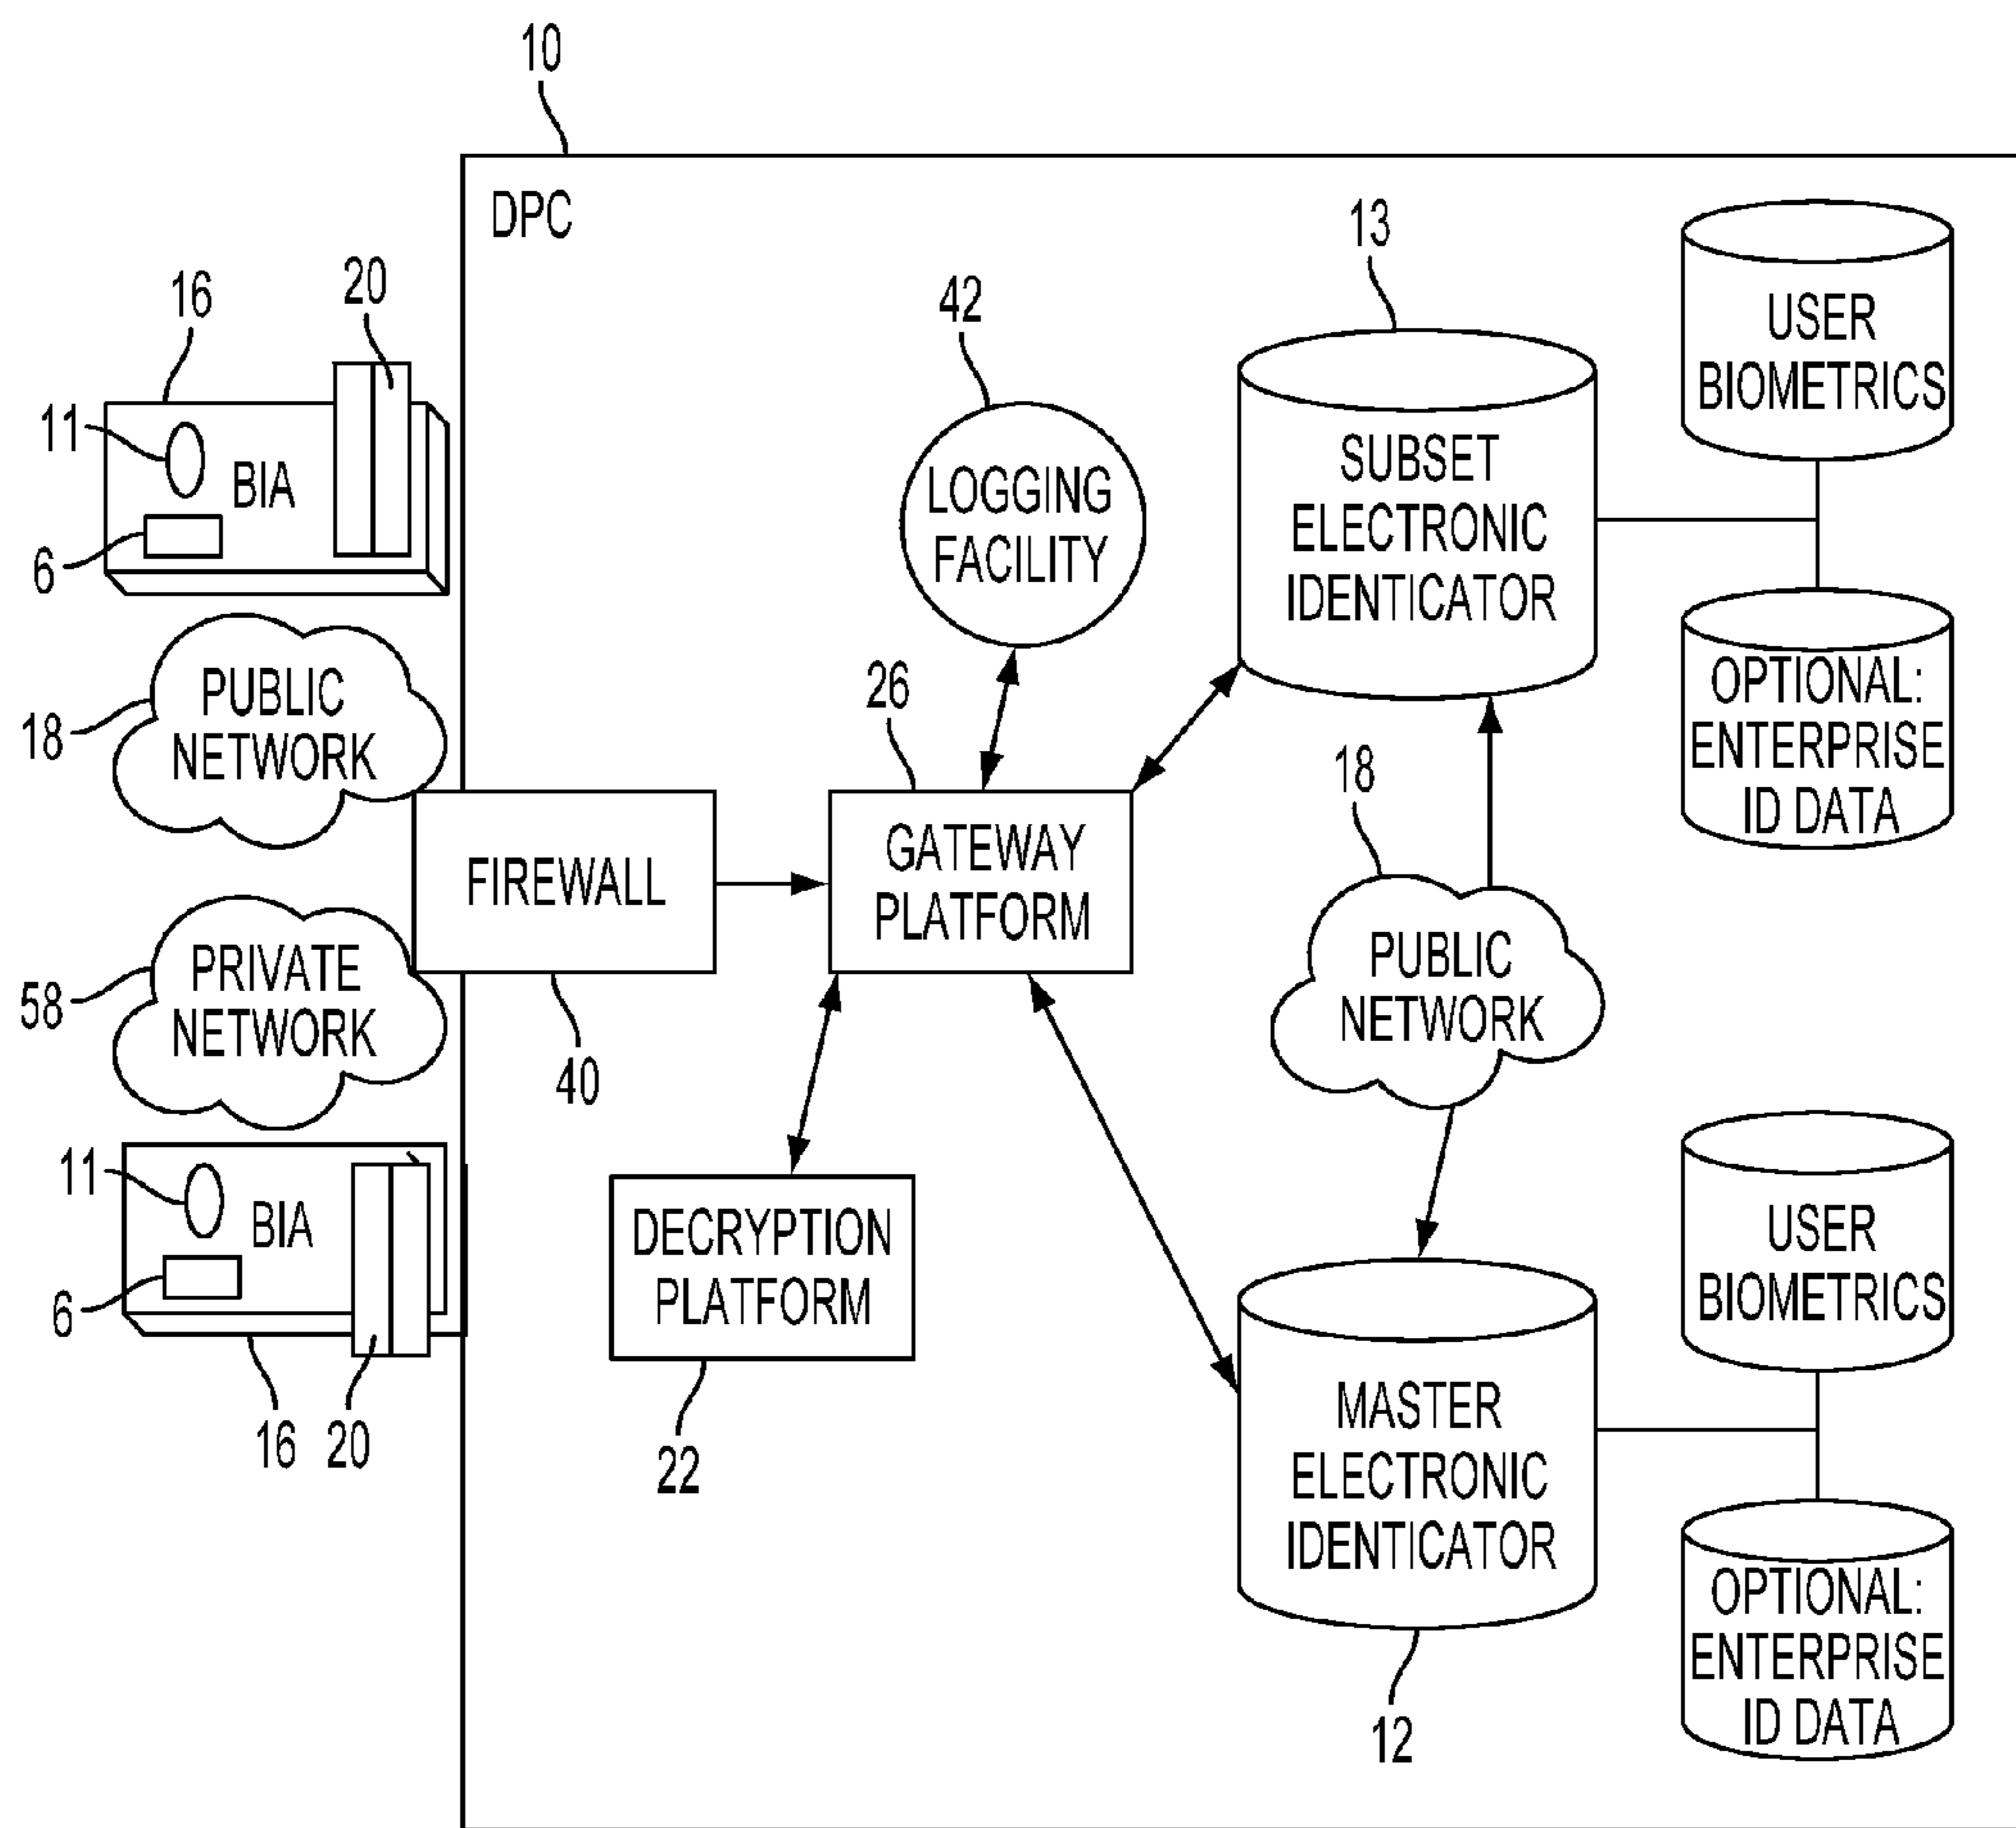 10
DPC
13
USER
BIOMETRICS
16
20
42
11
BIA
6
LOGGING
FACILITY
SUBSET
ELECTRONIC
IDENTICATOR
18
PUBLIC
NETWORK
26
OPTIONAL:
ENTERPRISE
ID DATA
18
FIREWALL
GATEWAY
PLATFORM
58
PRIVATE
NETWORK
40
PUBLIC
NETWORK
11
BIA
6
16
20
DECRYPTION
PLATFORM
22
USER
BIOMETRICS
MASTER
ELECTRONIC
IDENTICATOR
12
OPTIONAL:
ENTERPRISE
ID DATA